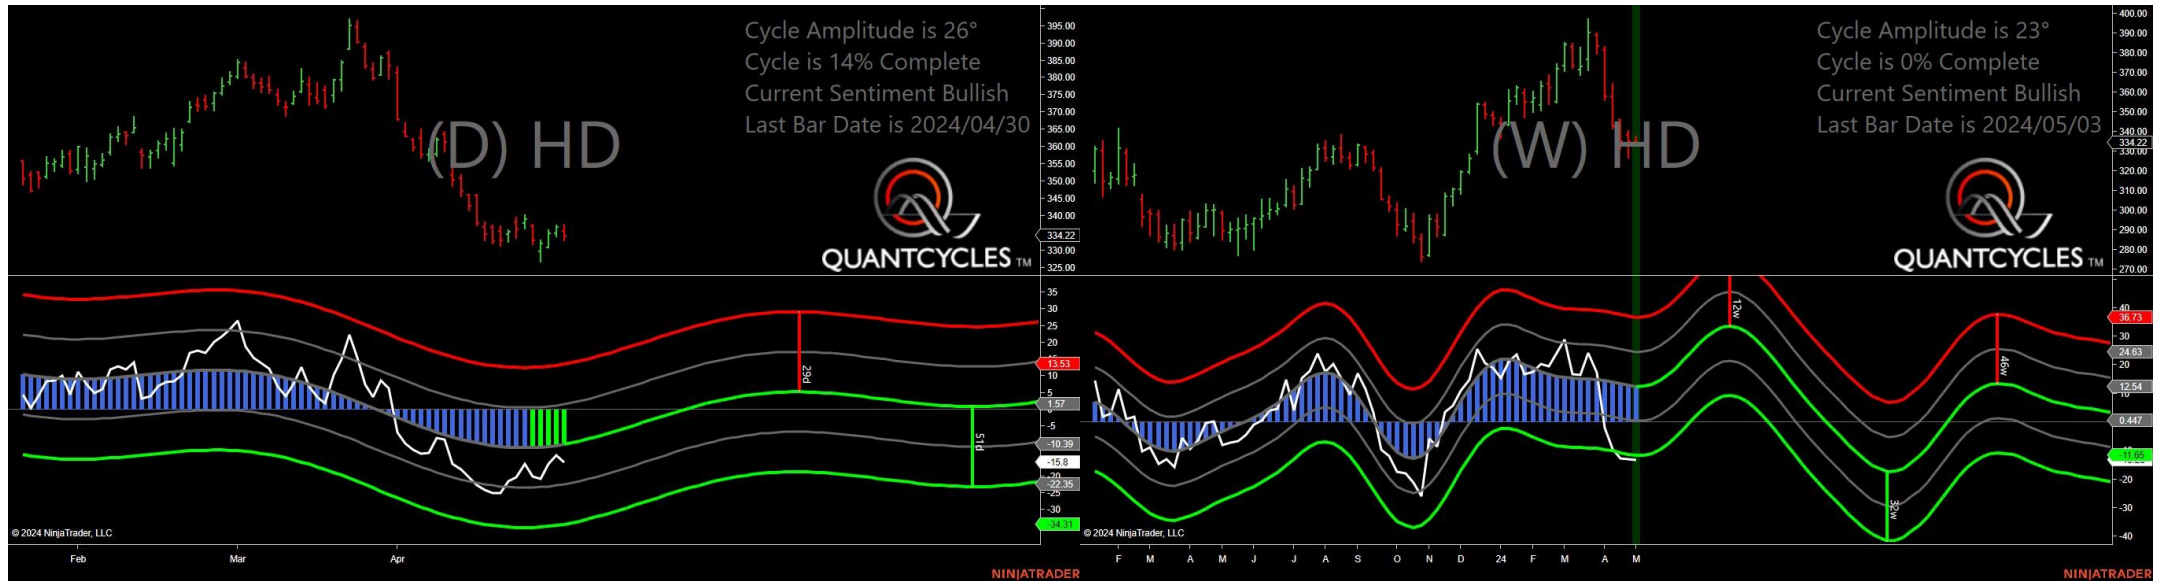 Cycle Amplitude is 26°
Cycle is 14% Complete
Current Sentiment Bullish
Last Bar Date is 2024/04/30
(D) HD
QUANTCYCLES TM
395.00
390.00
385.00
380.00
375.00
370.00
365.00
360.00
355.00
350.00
345.00
340.00
334.22
330.00
325.00
35
30
25
20
13.53
10
5
1.57
-5
-10.39
-15.8
-20
-22.35
-25
-30
-34.31
29d
51d
© 2024 NinjaTrader, LLC
Feb Mar Apr
NINJATRADER
Cycle Amplitude is 23°
Cycle is 0% Complete
Current Sentiment Bullish
Last Bar Date is 2024/05/03
(W) HD
QUANTCYCLES TM
400.00
390.00
380.00
370.00
360.00
350.00
340.00
334.22
330.00
320.00
310.00
300.00
290.00
280.00
270.00
40
36.73
30
24.63
12.54
10
0.447
-11.65
-20
-30
-40
12w
46w
32w
© 2024 NinjaTrader, LLC
F M A M J J A S O N D 24 F M A M
NINJATRADER